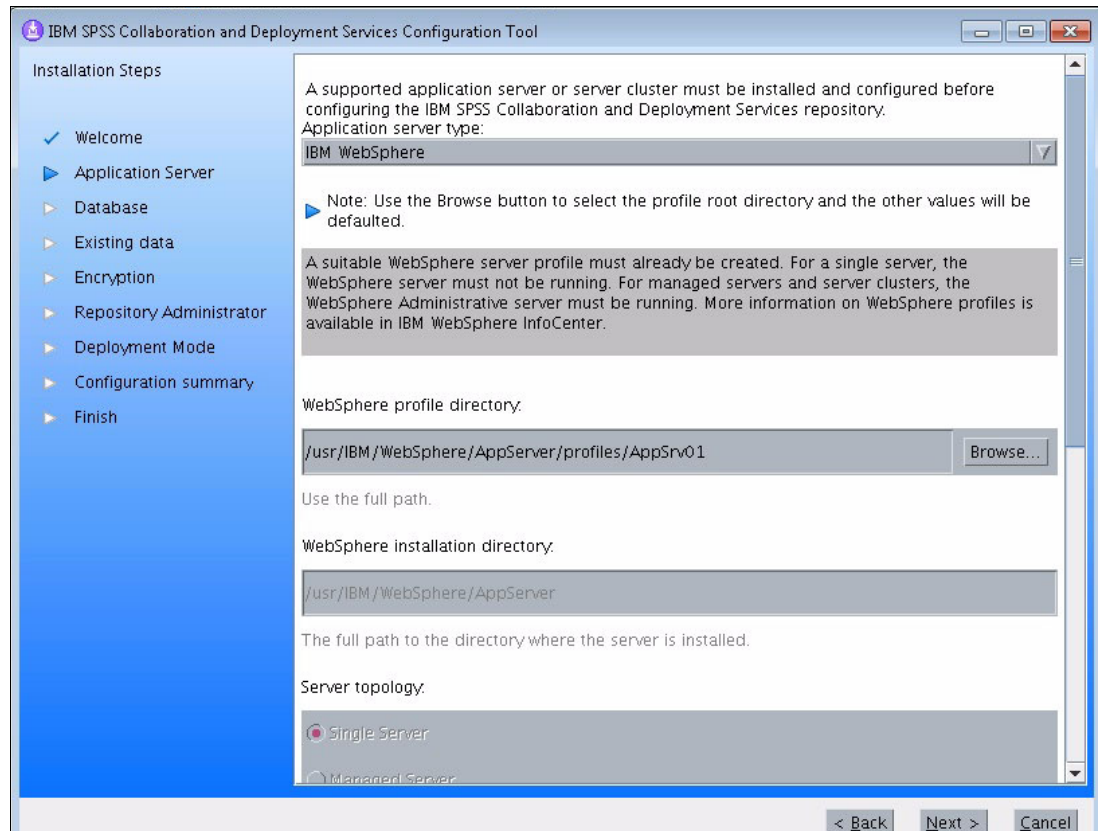 IBM SPSS Collaboration and Deployment Services Configuration Tool
Installation Steps
Welcome
Application Server
Database
Existing data
Encryption
Repository Administrator
Deployment Mode
Configuration summary
Finish
A supported application server or server cluster must be installed and configured before
configuring the IBM SPSS Collaboration and Deployment Services repository.
Application server type:
IBM WebSphere
Note: Use the Browse button to select the profile root directory and the other values will be
defaulted.
A suitable WebSphere server profile must already be created. For a single server, the
WebSphere server must not be running. For managed servers and server clusters, the
WebSphere Administrative server must be running. More information on WebSphere profiles is
available in IBM WebSphere InfoCenter.
WebSphere profile directory:
/usr/IBM/WebSphere/AppServer/profiles/AppSrv01
Browse...
Use the full path.
WebSphere installation directory:
/usr/IBM/WebSphere/AppServer
The full path to the directory where the server is installed.
Server topology:
Single Server
Managed Server
< Back
Next >
Cancel